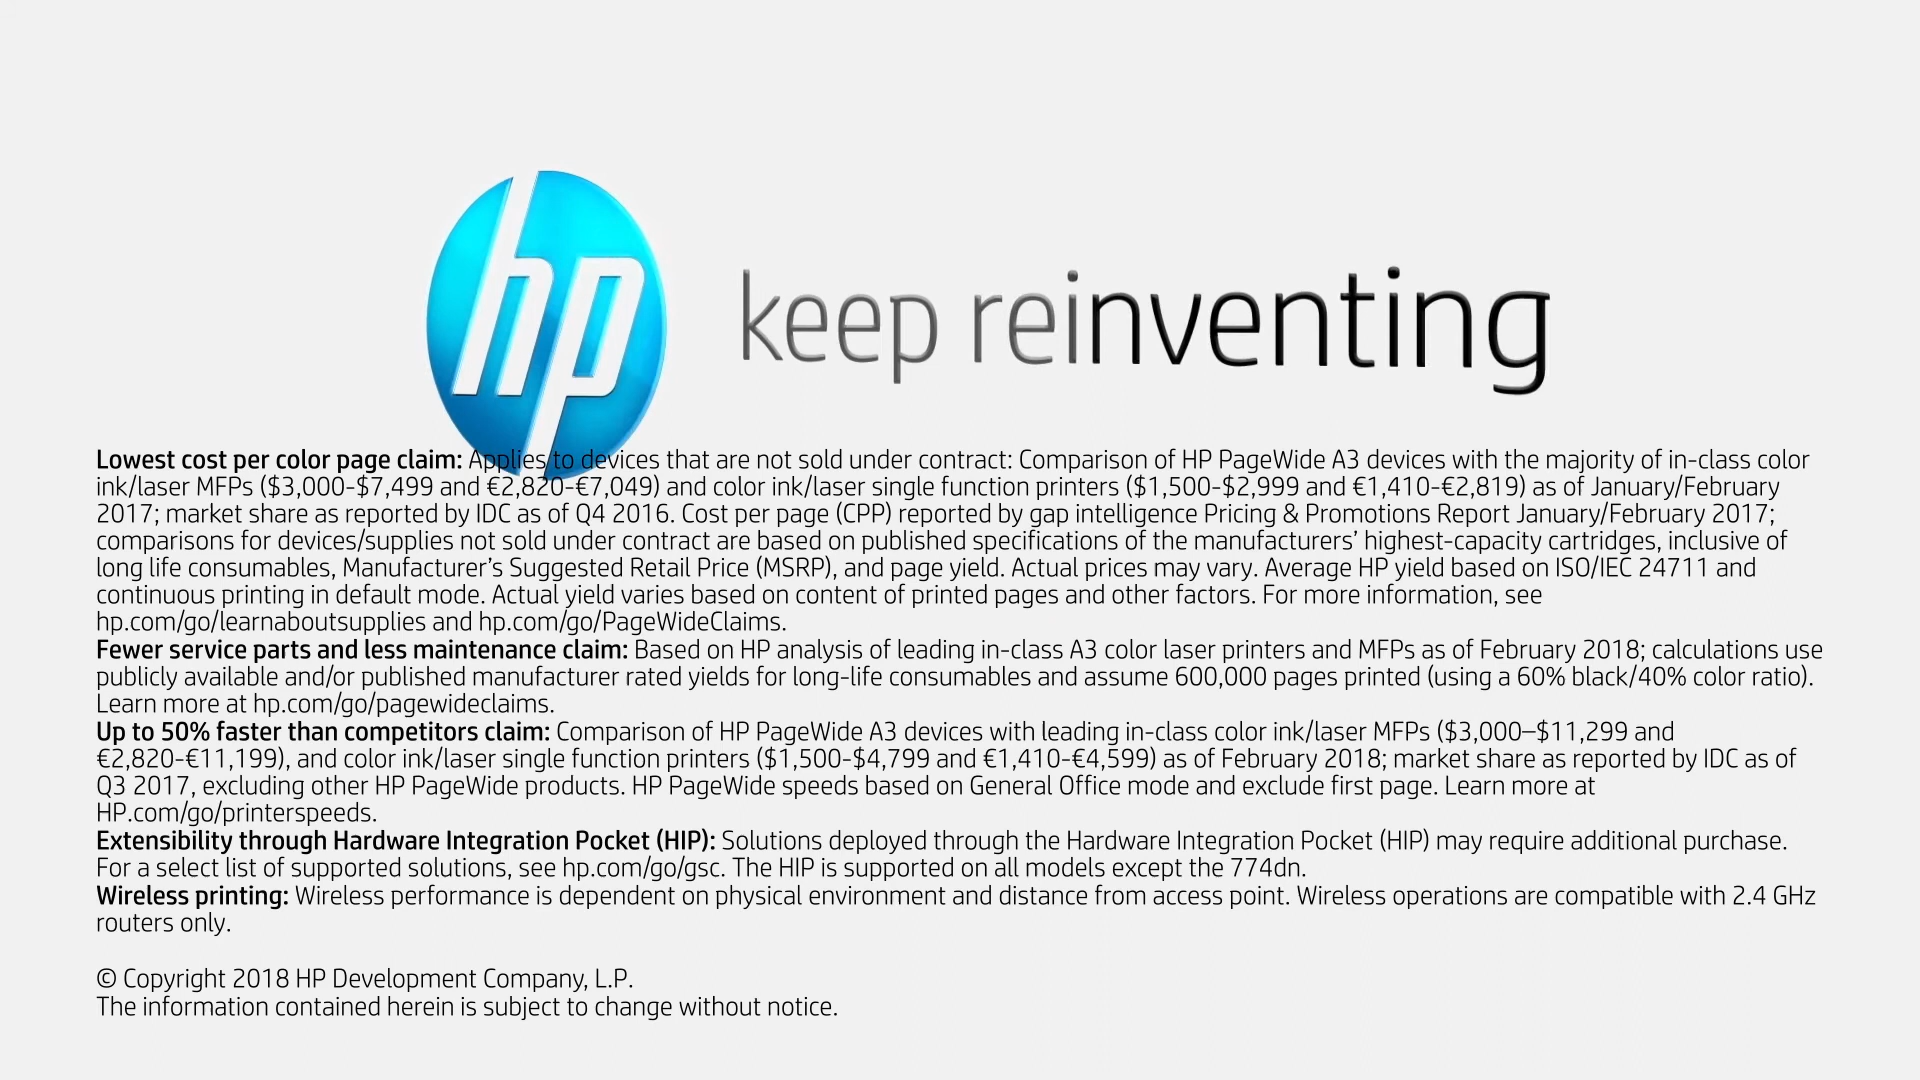 hp keep reinventing
Lowest cost per color page claim: Applies to devices that are not sold under contract: Comparison of HP PageWide A3 devices with the majority of in-class color
ink/laser MFPs ($3,000-$7,499 and €2,820-€7,049) and color ink/laser single function printers ($1,500-$2,999 and €1,410-€2,819) as of January/February
2017; market share as reported by IDC as of Q4 2016. Cost per page (CPP) reported by gap intelligence Pricing & Promotions Report January/February 2017;
comparisons for devices/supplies not sold under contract are based on published specifications of the manufacturers’ highest-capacity cartridges, inclusive of
long life consumables, Manufacturer’s Suggested Retail Price (MSRP), and page yield. Actual prices may vary. Average HP yield based on ISO/IEC 24711 and
continuous printing in default mode. Actual yield varies based on content of printed pages and other factors. For more information, see
hp.com/go/learnaboutsupplies and hp.com/go/PageWideClaims.
Fewer service parts and less maintenance claim: Based on HP analysis of leading in-class A3 color laser printers and MFPs as of February 2018; calculations use
publicly available and/or published manufacturer rated yields for long-life consumables and assume 600,000 pages printed (using a 60% black/40% color ratio).
Learn more at hp.com/go/pagewideclaims.
Up to 50% faster than competitors claim: Comparison of HP PageWide A3 devices with leading in-class color ink/laser MFPs ($3,000–$11,299 and
€2,820-€11,199), and color ink/laser single function printers ($1,500-$4,799 and €1,410-€4,599) as of February 2018; market share as reported by IDC as of
Q3 2017, excluding other HP PageWide products. HP PageWide speeds based on General Office mode and exclude first page. Learn more at
HP.com/go/printerspeeds.
Extensibility through Hardware Integration Pocket (HIP): Solutions deployed through the Hardware Integration Pocket (HIP) may require additional purchase.
For a select list of supported solutions, see hp.com/go/gsc. The HIP is supported on all models except the 774dn.
Wireless printing: Wireless performance is dependent on physical environment and distance from access point. Wireless operations are compatible with 2.4 GHz
routers only.
© Copyright 2018 HP Development Company, L.P.
The information contained herein is subject to change without notice.